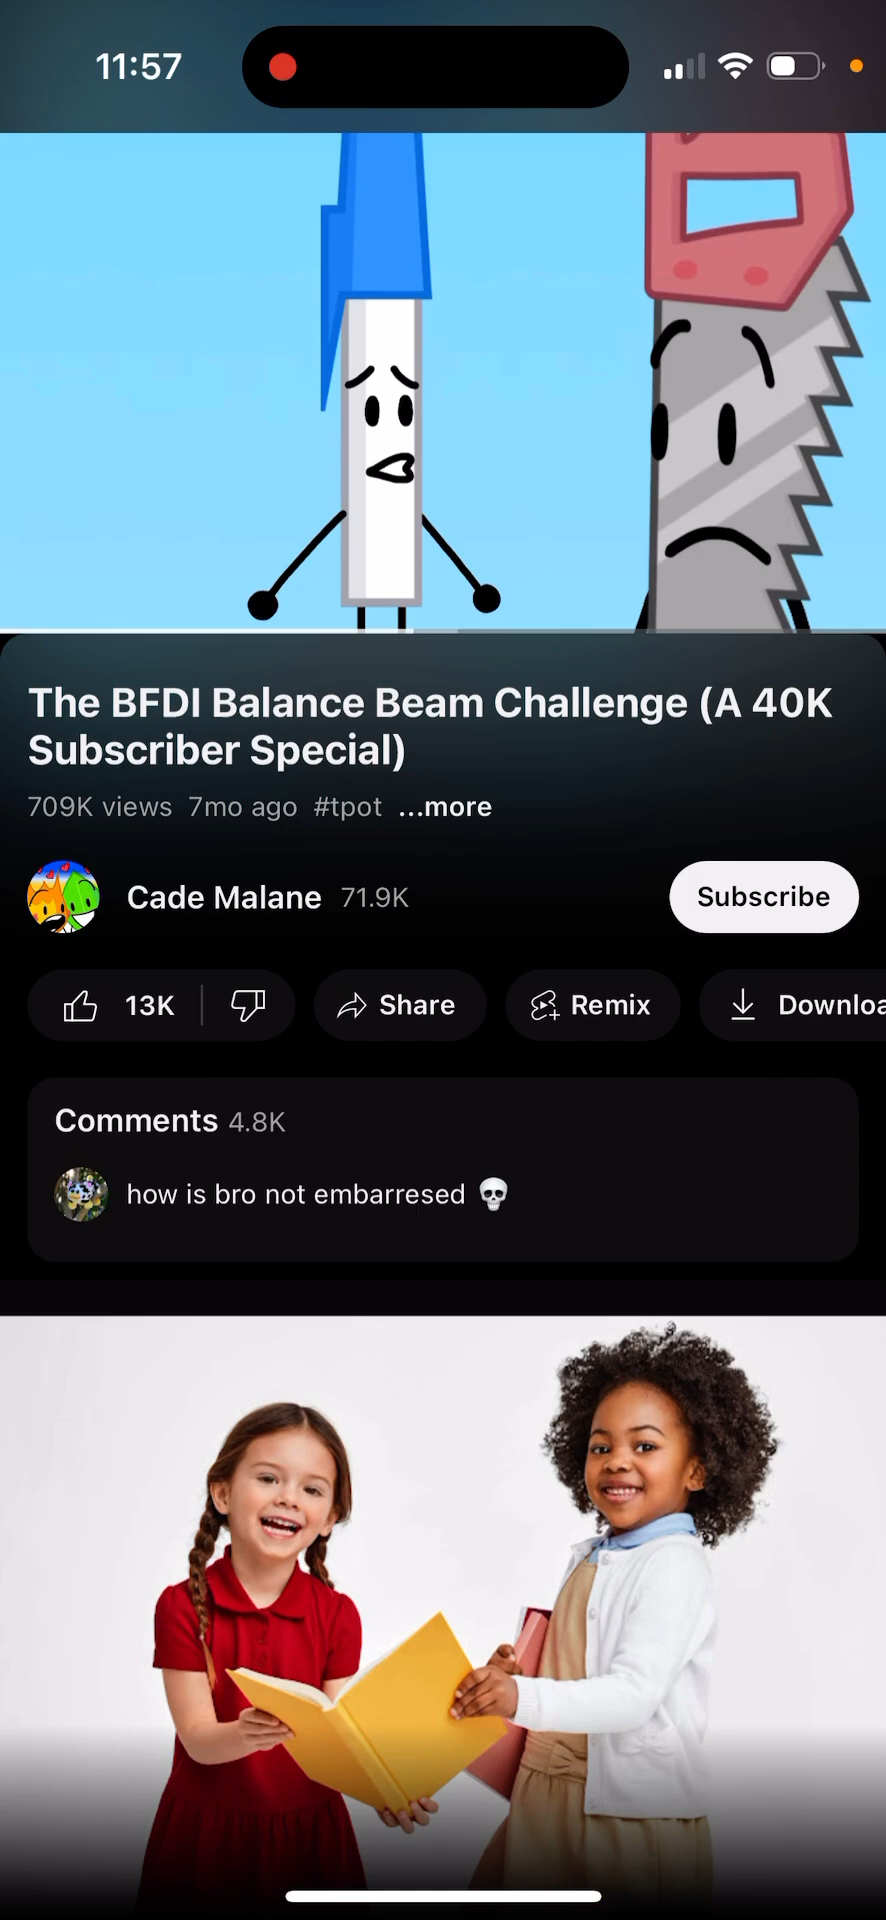 11:57
The BFDI Balance Beam Challenge (A 40K
Subscriber Special)
709K views 7mo ago #tpot ...more
Cade Malane 71.9K
Subscribe
13K
Share
Remix
Downloa
Comments 4.8K
how is bro not embarresed 💀